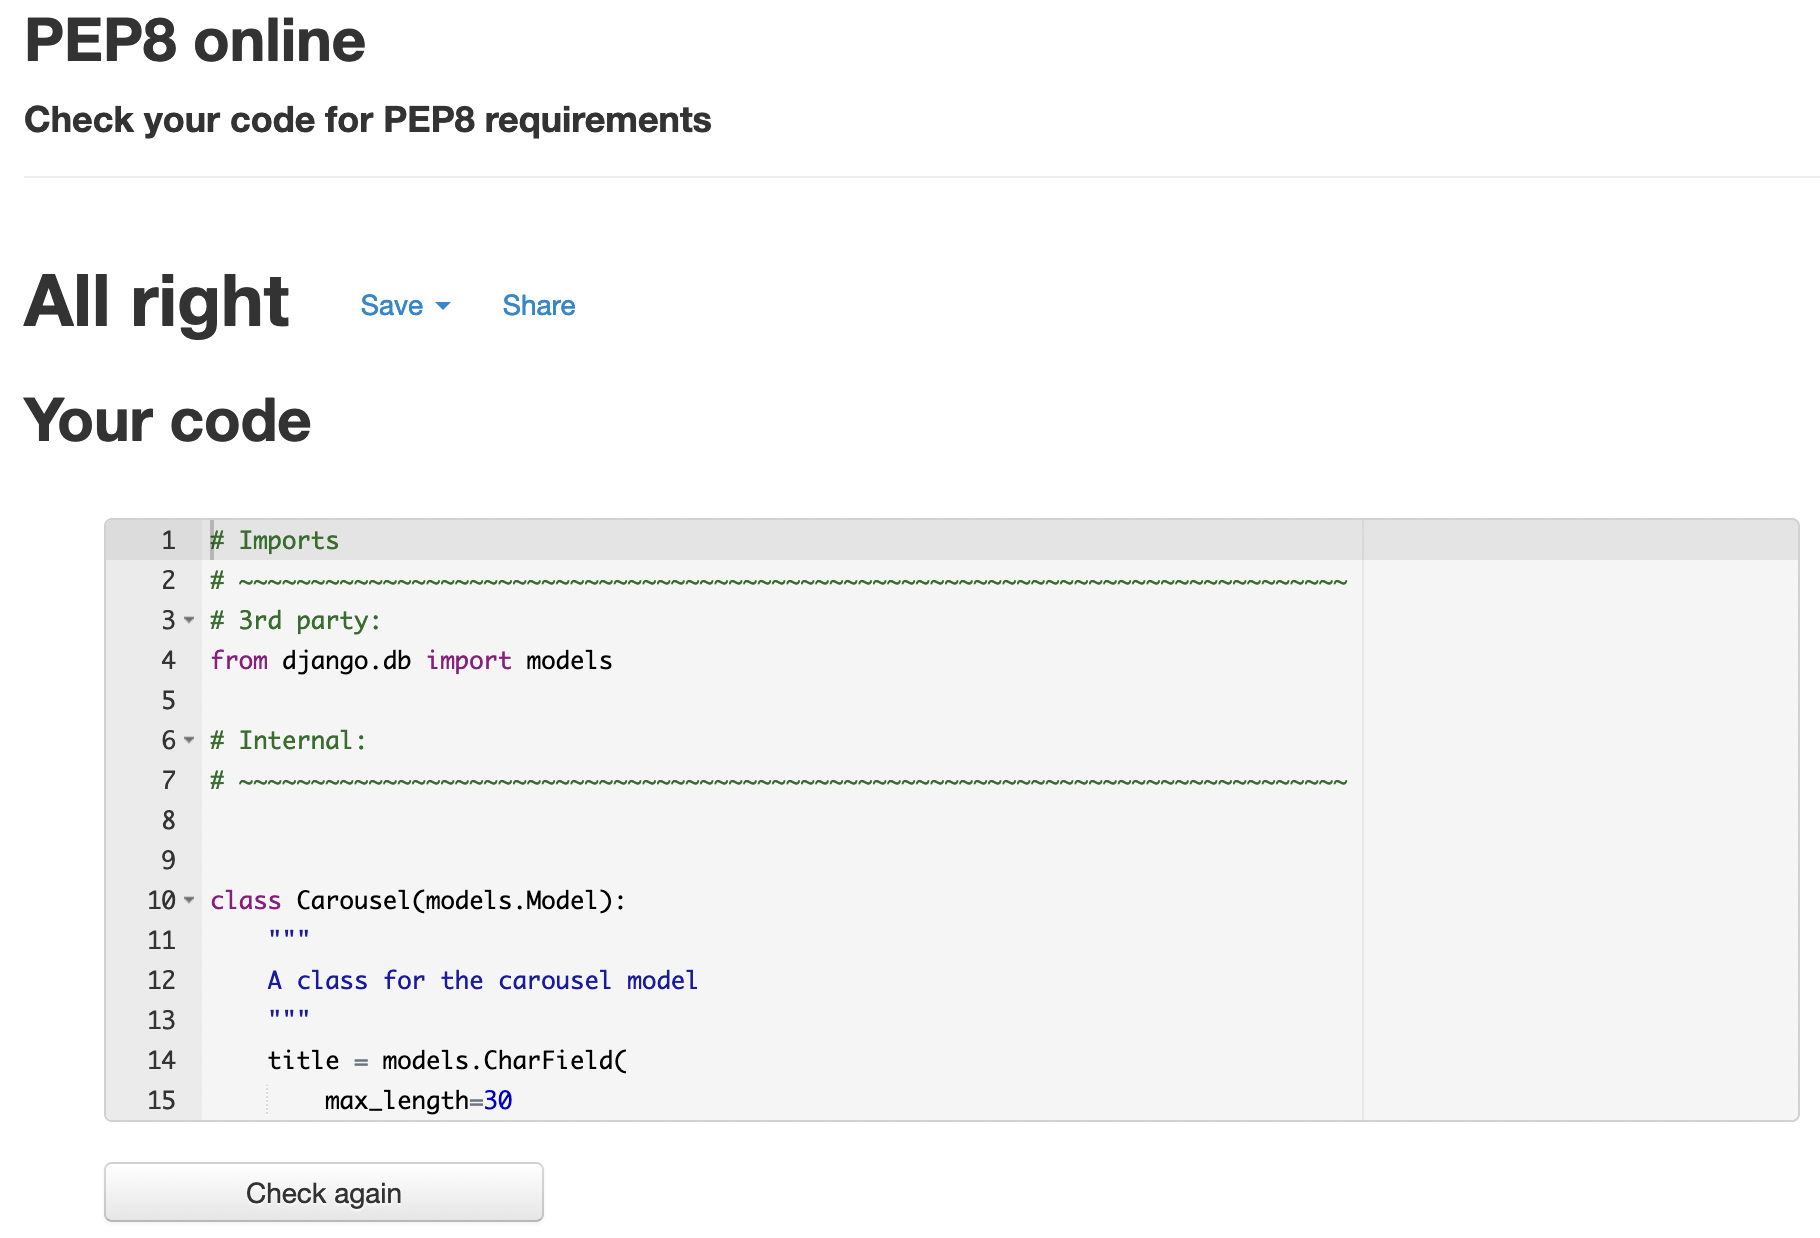 PEP8 online
Check your code for PEP8 requirements
All right Save Share
Your code
1 # Imports
2 # ~~~~~~~~~~~~~~~~~~~~~~~~~~~~~~~~~~~~~~~~~~~~~~~~~~~~~~~~~~~~~~~~~~~~~~~~~~~~~
3 # 3rd party:
4 from django.db import models
5
6 # Internal:
7 # ~~~~~~~~~~~~~~~~~~~~~~~~~~~~~~~~~~~~~~~~~~~~~~~~~~~~~~~~~~~~~~~~~~~~~~~~~~~~~
8
9
10 class Carousel(models.Model):
11     """
12     A class for the carousel model
13     """
14     title = models.CharField(
15         max_length=30
Check again